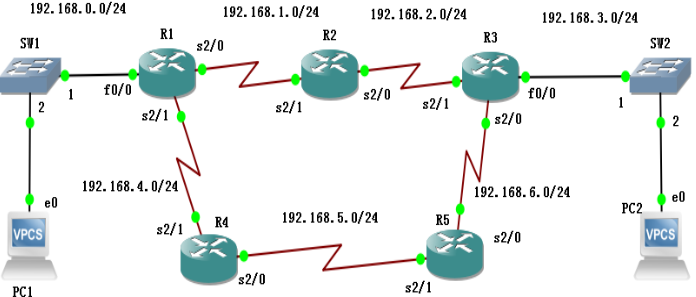 192.168.0.0/24
192.168.1.0/24
192.168.2.0/24
192.168.3.0/24
SW1
R1
R2
R3
SW2
s2/0
1
f0/0
2
s2/1
s2/1
s2/0
s2/1
f0/0
s2/0
1
2
192.168.4.0/24
192.168.6.0/24
e0
e0
VPCS
PC1
s2/1
R4
192.168.5.0/24
R5
s2/0
PC2
VPCS
s2/0
s2/1